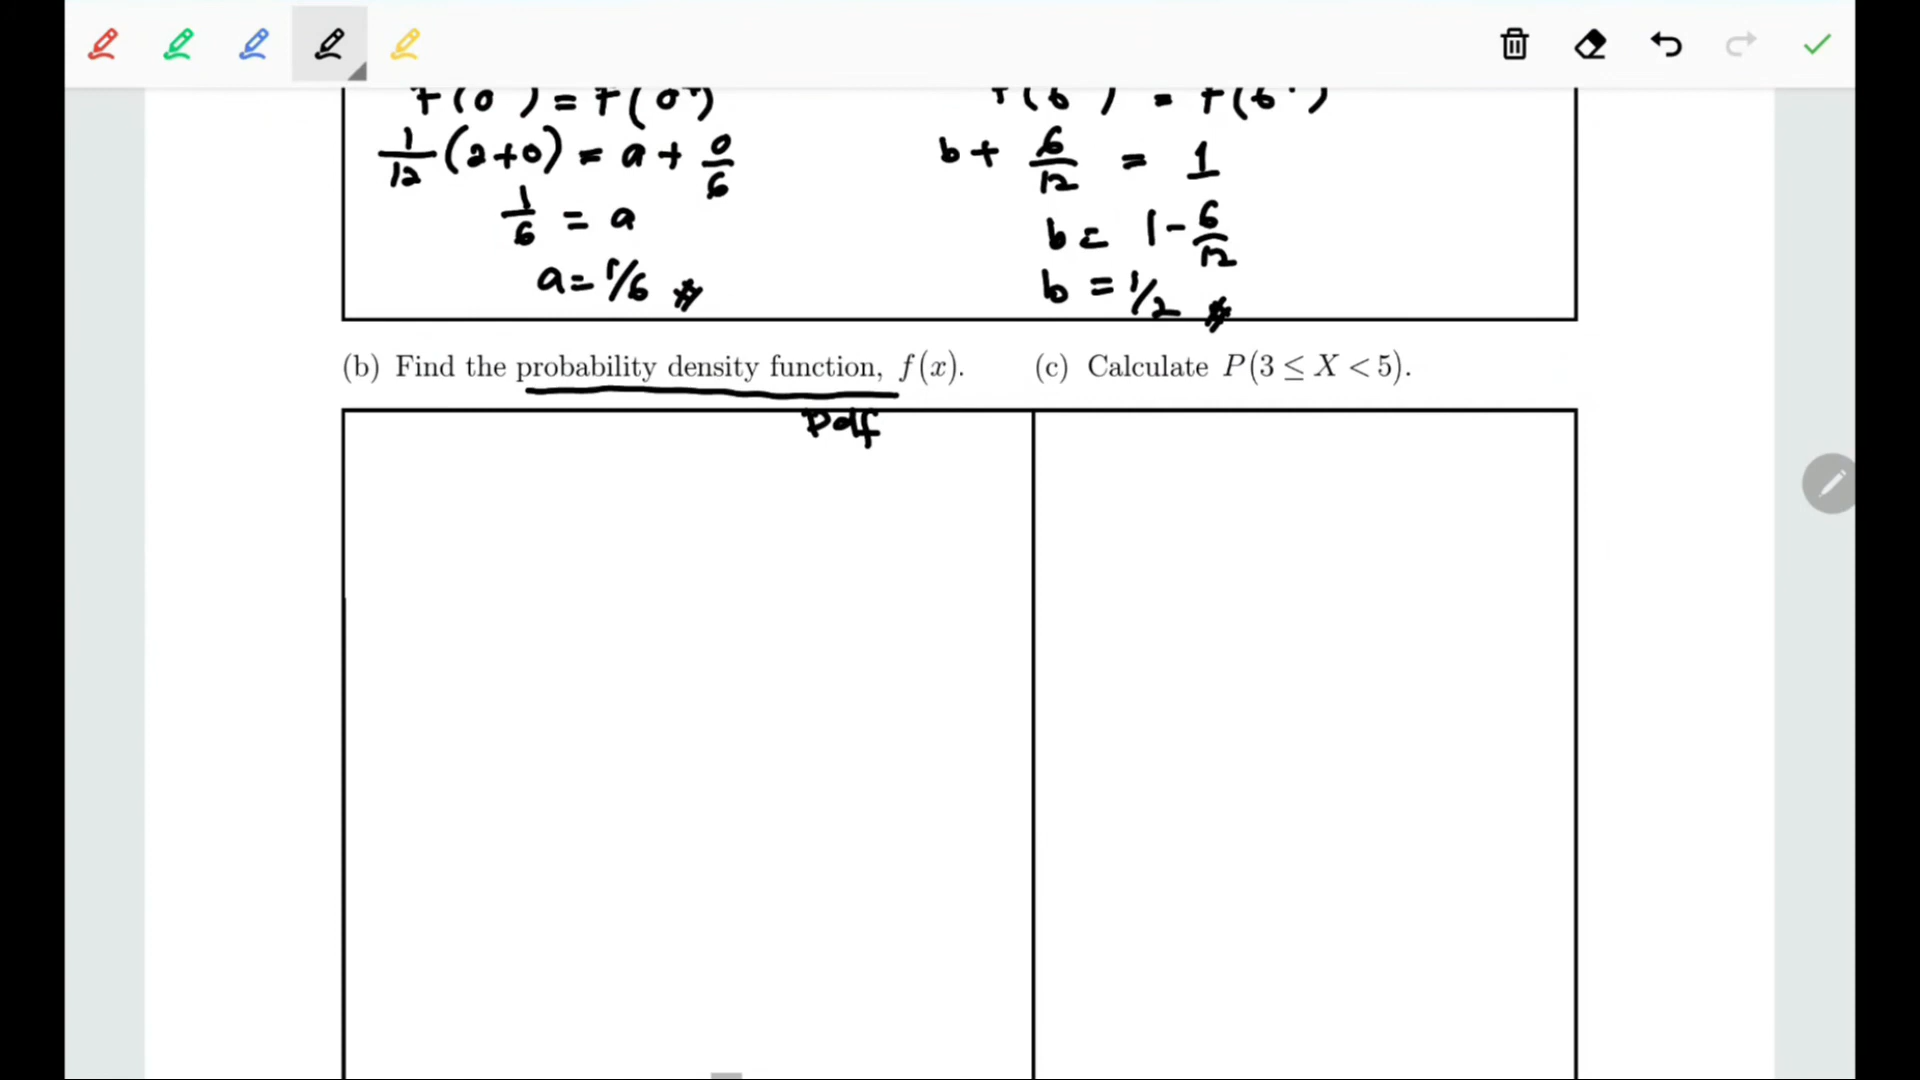 F(0 ) = F(0⁺)
1/12 (2+0) = a + 0/6
1/6 = a
a = 1/6 #
F(6 ) = F(6⁺)
b + 6/12 = 1
b = 1 - 6/12
b = 1/2 #
(b) Find the probability density function, f(x).
pdf
(c) Calculate P(3 ≤ X < 5).